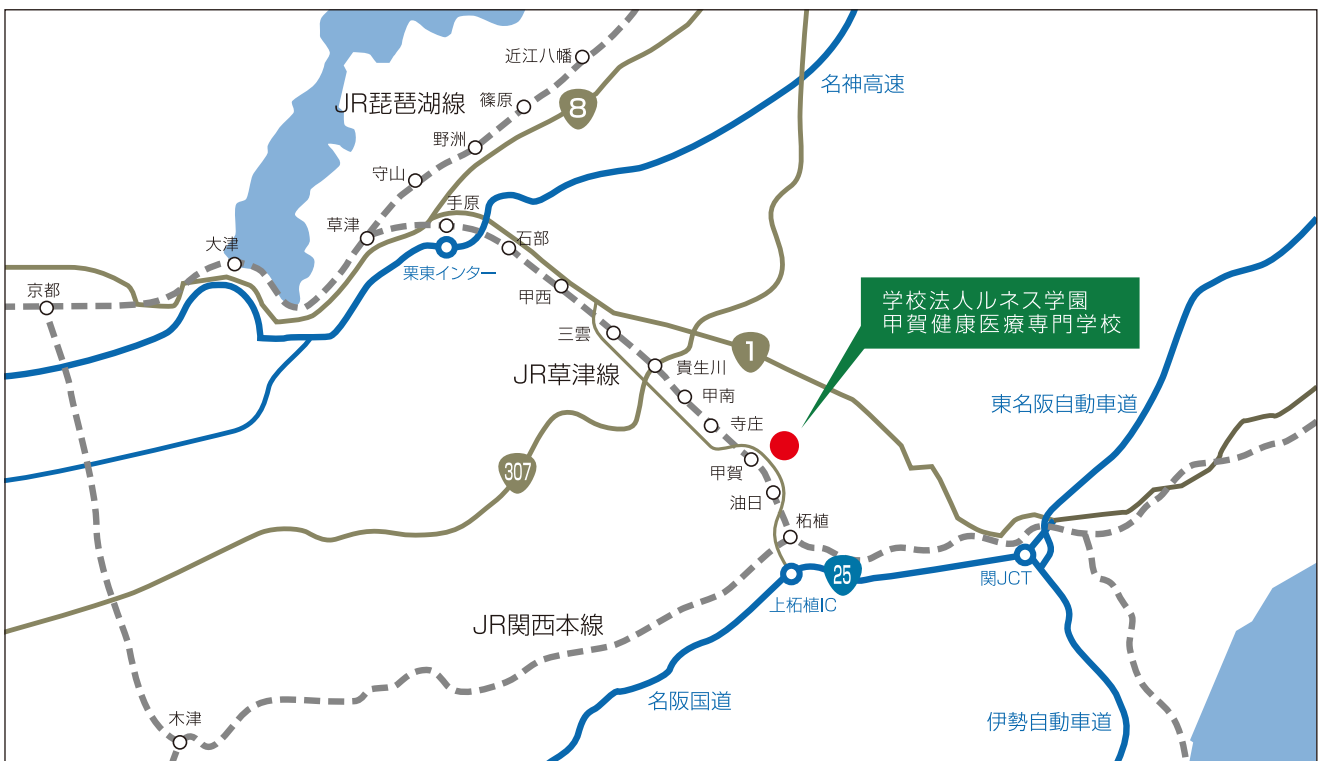 近江八幡
名神高速
JR琵琶湖線
篠原
8
野洲
守山
手原
草津
石部
大津
栗東インター
京都
甲西
学校法人ルネス学園
甲賀健康医療専門学校
三雲
1
JR草津線
貴生川
甲南
東名阪自動車道
寺庄
307
甲賀
油日
柘植
25
関JCT
上柘植IC
JR関西本線
名阪国道
木津
伊勢自動車道